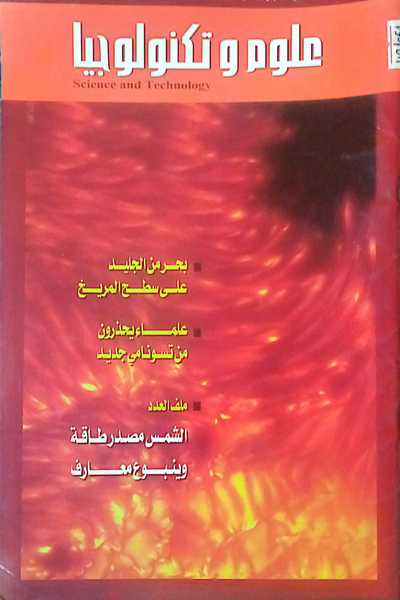 علوم و تكنولوجيا
Science and Technology
بحر من الجليد
على سطح المريخ
علماء يحذرون
من تسونامي جديد
ملف العدد
الشمس مصدر طاقة
وينبوع معارف